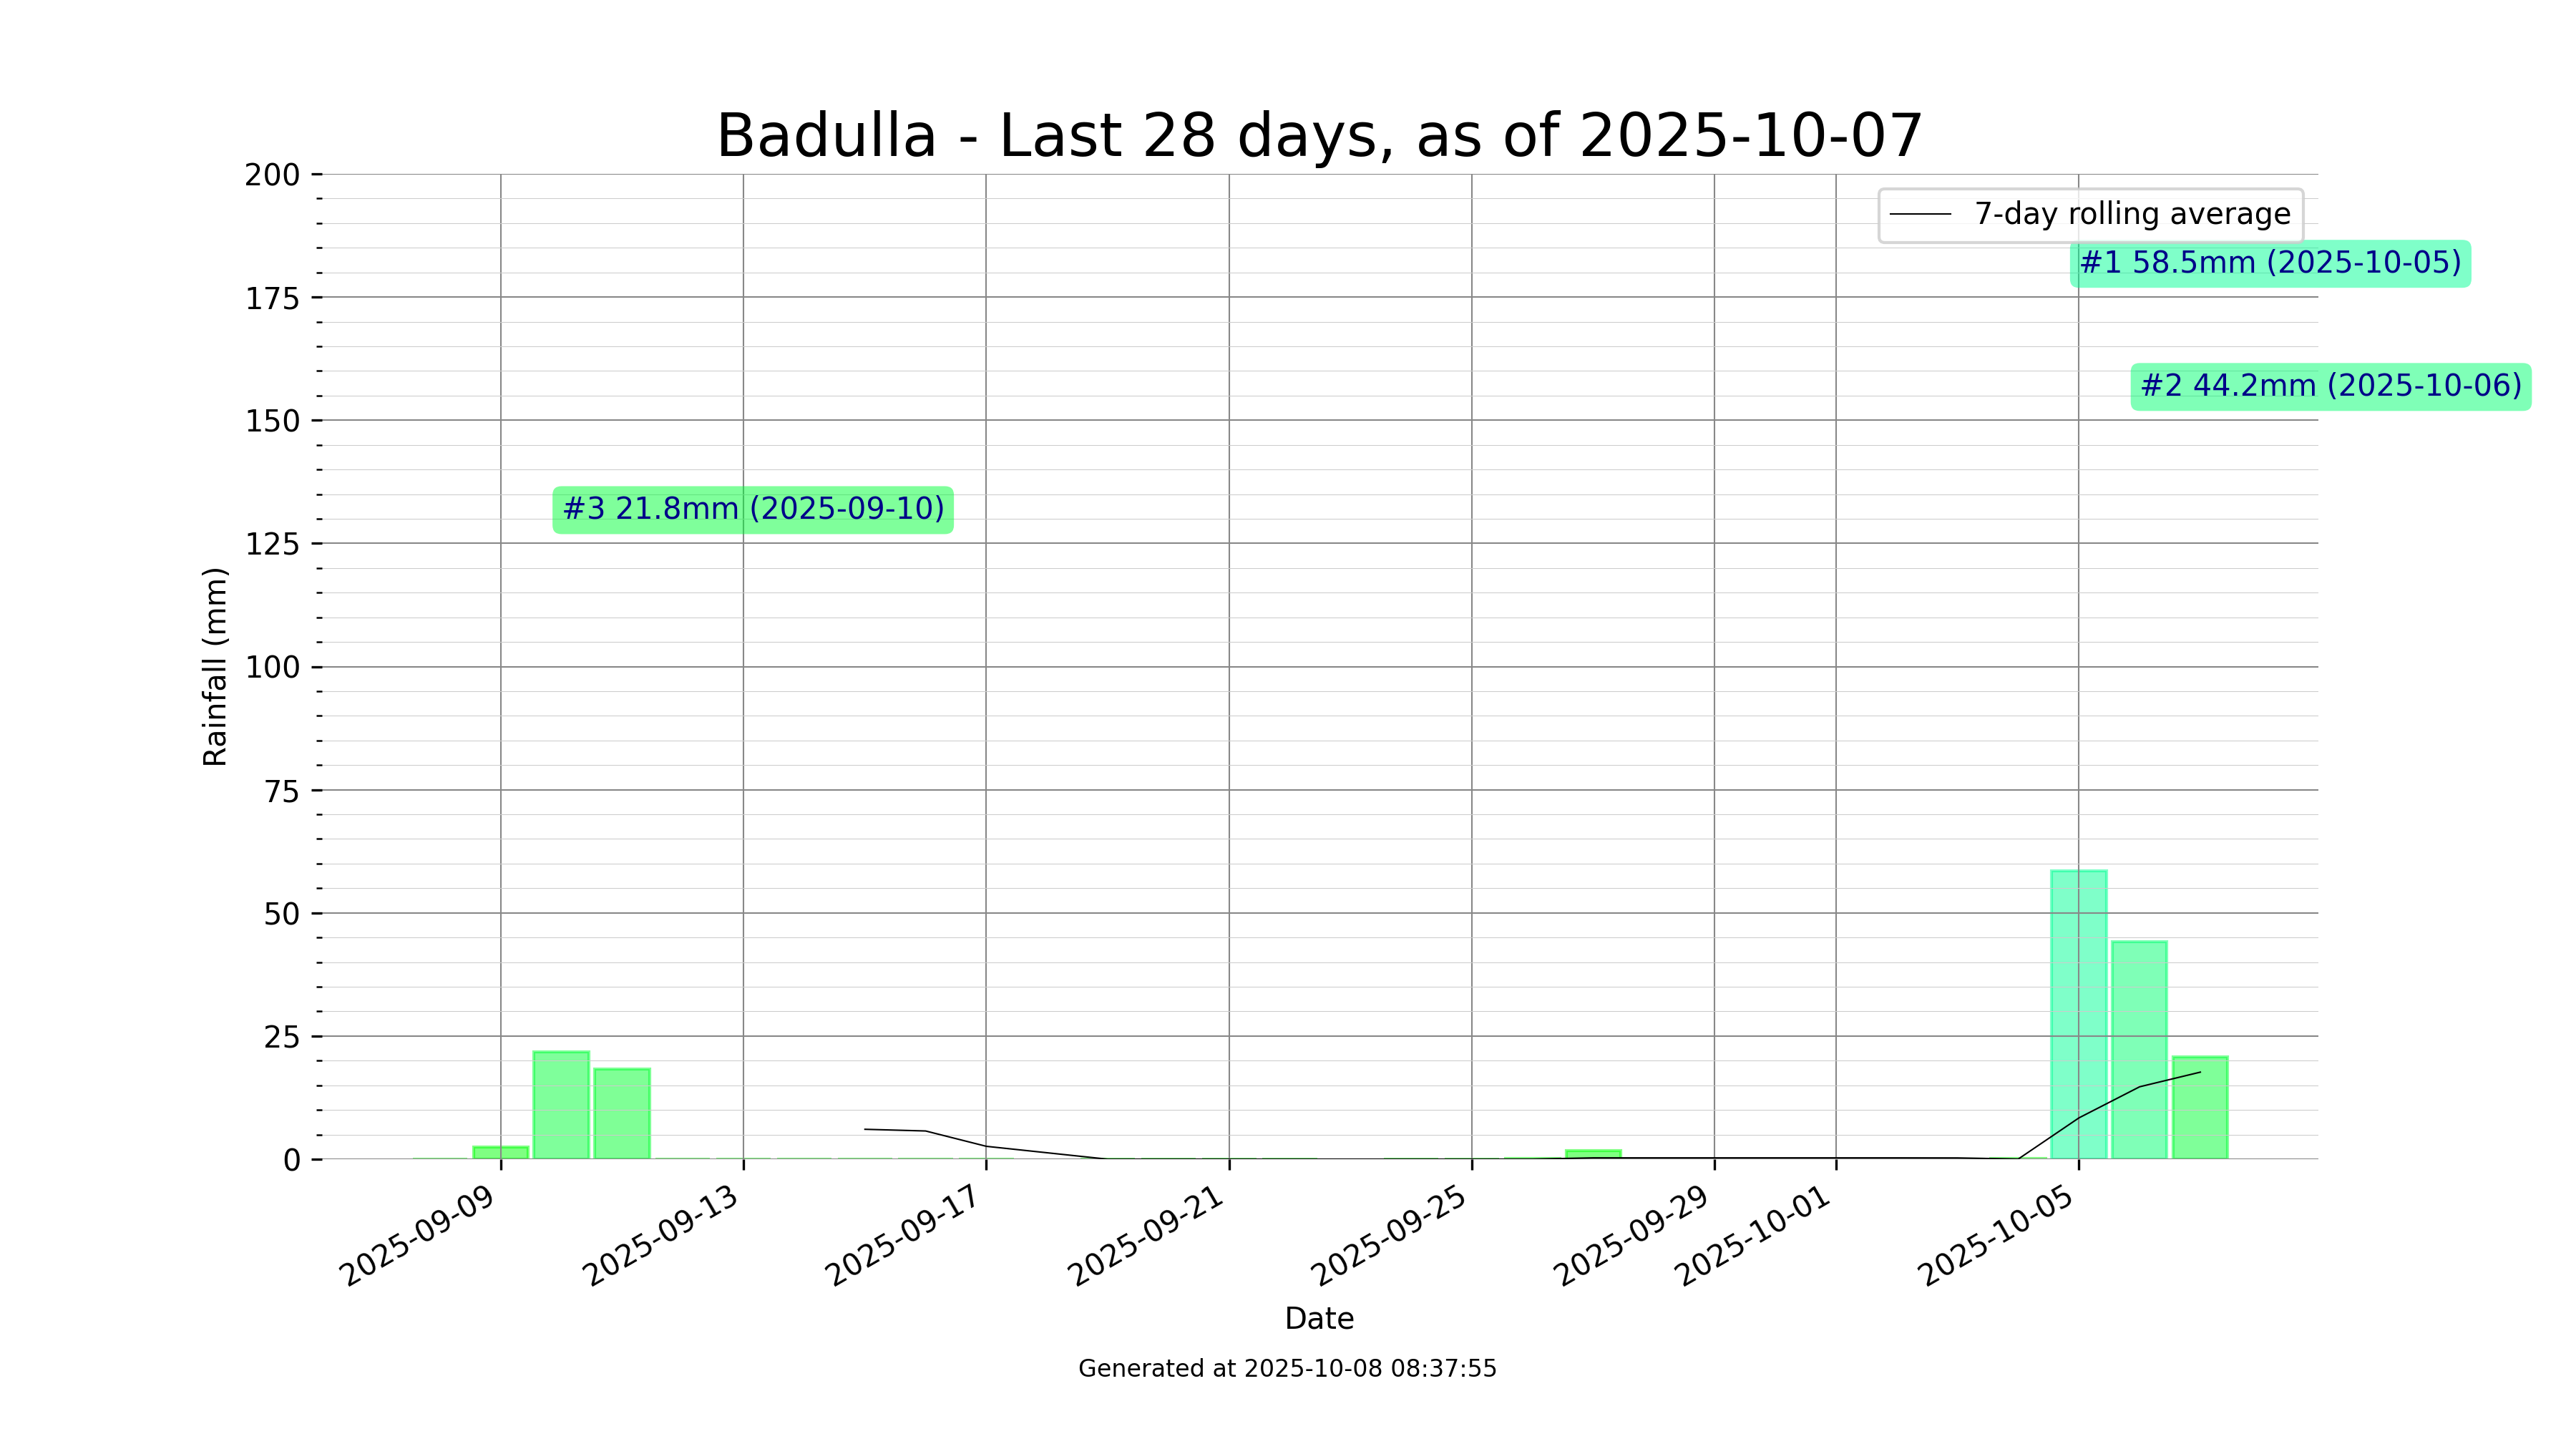 Badulla - Last 28 days, as of 2025-10-07
7-day rolling average
#1 58.5mm (2025-10-05)
#2 44.2mm (2025-10-06)
#3 21.8mm (2025-09-10)
Rainfall (mm)
200
175
150
125
100
75
50
25
0
2025-09-09
2025-09-13
2025-09-17
2025-09-21
2025-09-25
2025-09-29
2025-10-01
2025-10-05
Date
Generated at 2025-10-08 08:37:55